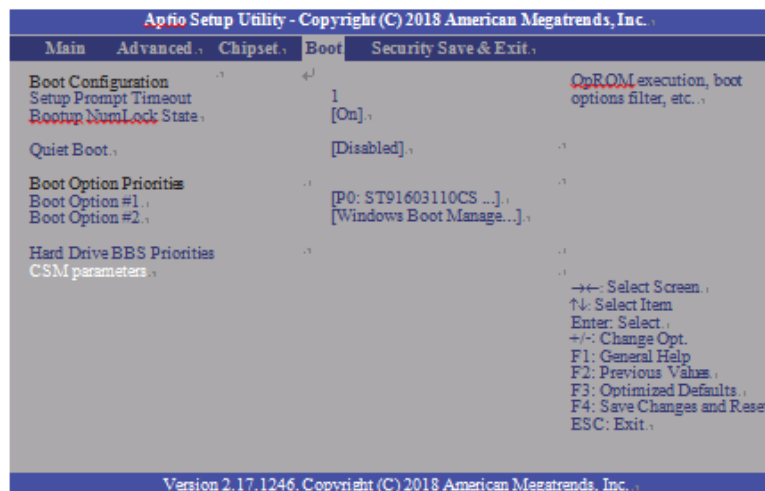 Aptio Setup Utility - Copyright (C) 2018 American Megatrends, Inc.
Main Advanced Chipset Boot Security Save & Exit
Boot Configuration
Setup Prompt Timeout 1
Bootup NumLock State [On]
Quiet Boot [Disabled]
Boot Option Priorities
Boot Option #1 [P0: ST91603110CS ...]
Boot Option #2 [Windows Boot Manage...]
Hard Drive BBS Priorities
CSM parameters
OpROM execution, boot
options filter, etc.
→←: Select Screen
↑↓: Select Item
Enter: Select
+/-: Change Opt.
F1: General Help
F2: Previous Values
F3: Optimized Defaults
F4: Save Changes and Rese
ESC: Exit
Version 2.17.1246. Copyright (C) 2018 American Megatrends, Inc.